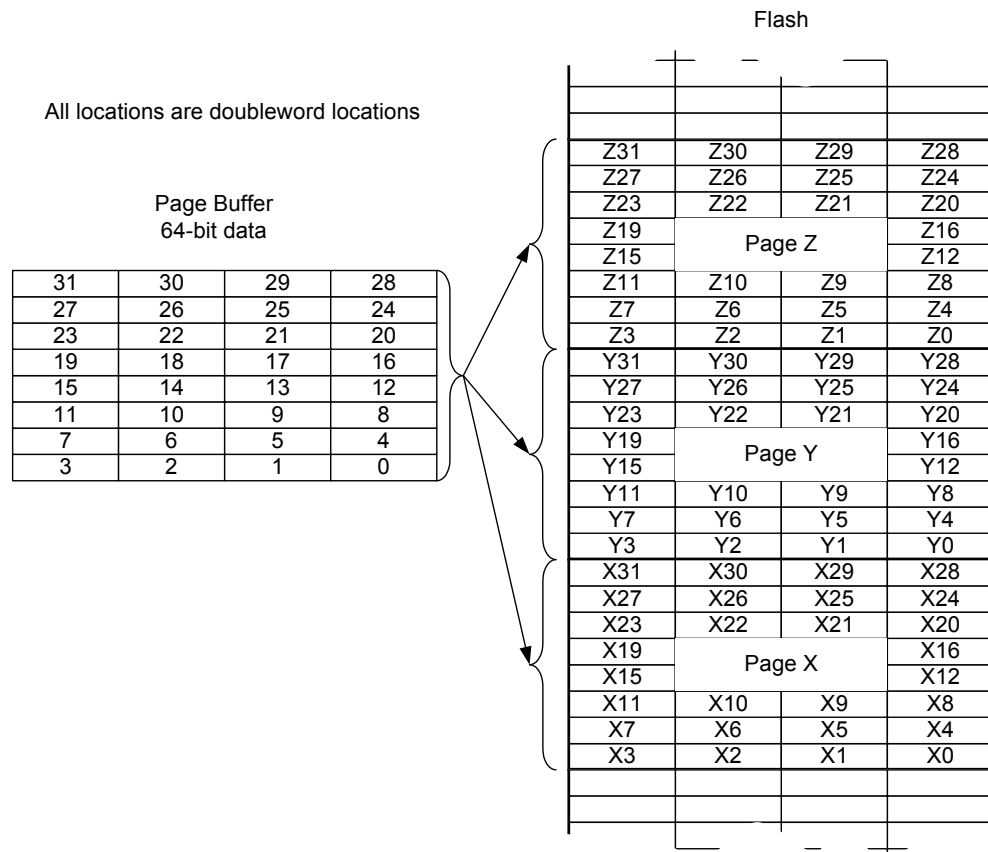 Flash
All locations are doubleword locations
Page Buffer
64-bit data
31 30 29 28
27 26 25 24
23 22 21 20
19 18 17 16
15 14 13 12
11 10 9 8
7 6 5 4
3 2 1 0
Z31 Z30 Z29 Z28
Z27 Z26 Z25 Z24
Z23 Z22 Z21 Z20
Z19 Z16
Page Z
Z15 Z12
Z11 Z10 Z9 Z8
Z7 Z6 Z5 Z4
Z3 Z2 Z1 Z0
Y31 Y30 Y29 Y28
Y27 Y26 Y25 Y24
Y23 Y22 Y21 Y20
Y19 Y16
Page Y
Y15 Y12
Y11 Y10 Y9 Y8
Y7 Y6 Y5 Y4
Y3 Y2 Y1 Y0
X31 X30 X29 X28
X27 X26 X25 X24
X23 X22 X21 X20
X19 X16
Page X
X15 X12
X11 X10 X9 X8
X7 X6 X5 X4
X3 X2 X1 X0